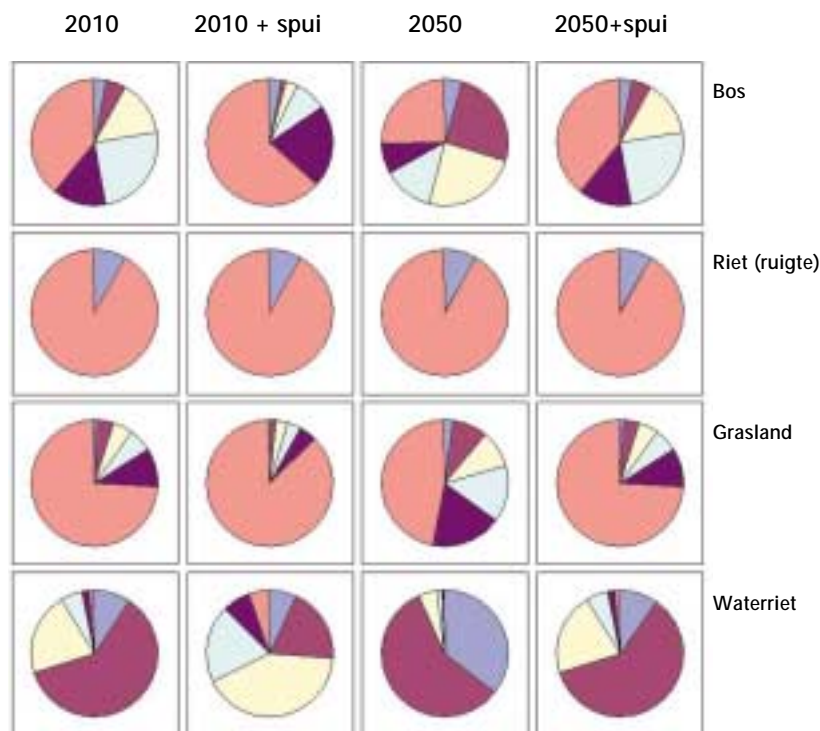 2010 2010 + spui 2050 2050+spui
Bos
Riet (ruigte)
Grasland
Waterriet